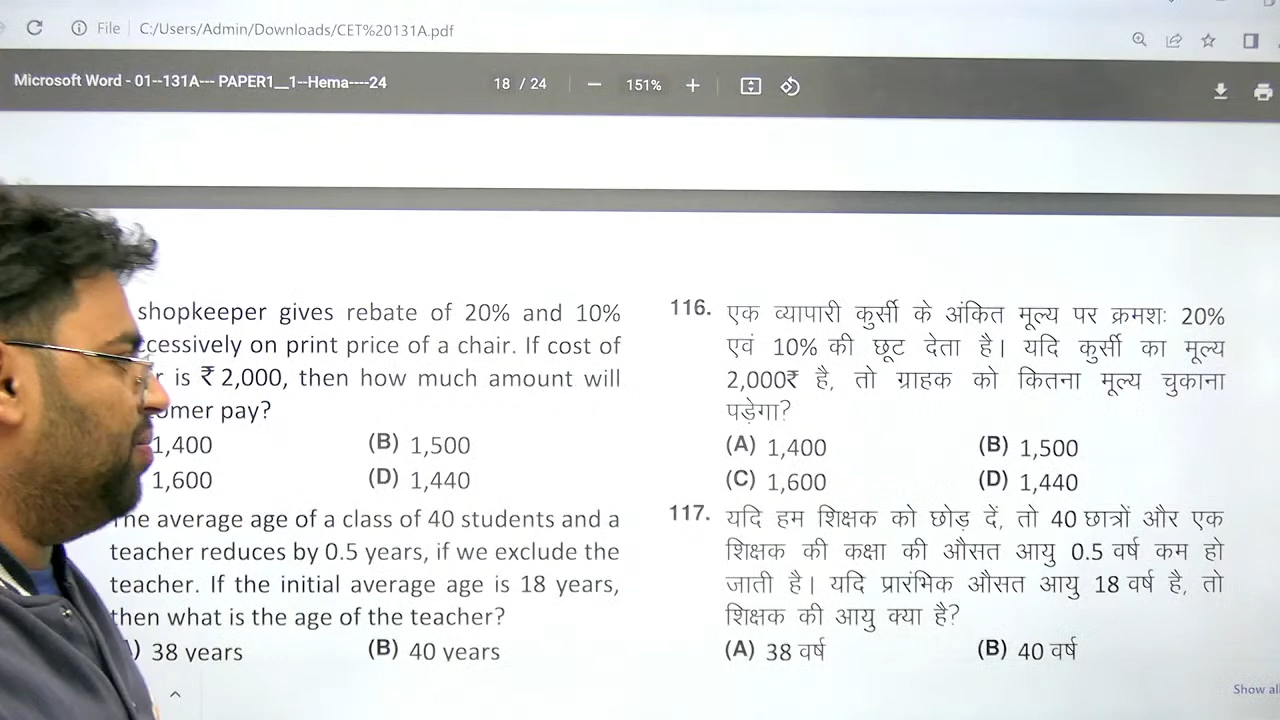 File C:/Users/Admin/Downloads/CET%20131A.pdf
Microsoft Word - 01--131A--- PAPER1__1--Hema----24 18 / 24 151%
shopkeeper gives rebate of 20% and 10%
on print price of a chair. If cost of
is ₹ 2,000, then how much amount will
pay?
1,400 (B) 1,500
1,600 (D) 1,440
The average age of a class of 40 students and a
teacher reduces by 0.5 years, if we exclude the
teacher. If the initial average age is 18 years,
then what is the age of the teacher?
38 years (B) 40 years
116. एक व्यापारी कुर्सी के अंकित मूल्य पर क्रमशः 20%
एवं 10% की छूट देता है। यदि कुर्सी का मूल्य
2,000₹ है, तो ग्राहक को कितना मूल्य चुकाना
पड़ेगा?
(A) 1,400 (B) 1,500
(C) 1,600 (D) 1,440
117. यदि हम शिक्षक को छोड़ दें, तो 40 छात्रों और एक
शिक्षक की कक्षा की औसत आयु 0.5 वर्ष कम हो
जाती है। यदि प्रारंभिक औसत आयु 18 वर्ष है, तो
शिक्षक की आयु क्या है?
(A) 38 वर्ष (B) 40 वर्ष
Show all